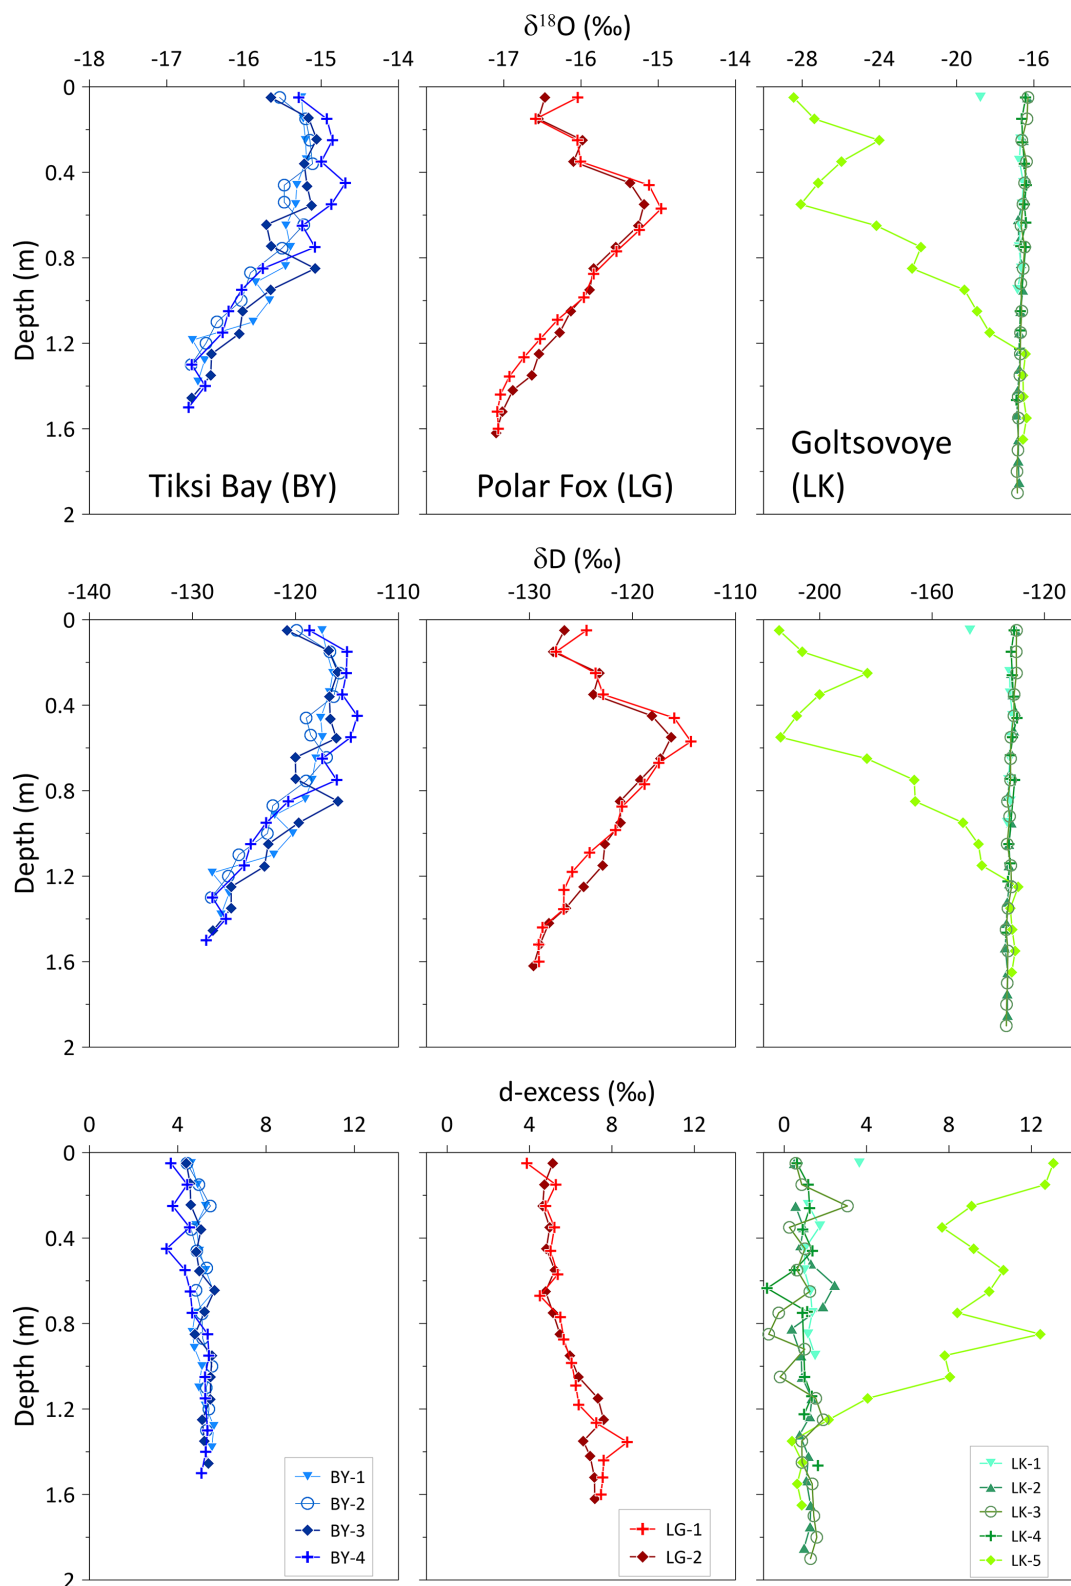 δ18O (‰)
-18 -17 -16 -15 -14
-17 -16 -15 -14
-28 -24 -20 -16
0
0.4
0.8
1.2
1.6
2
Depth (m)
Tiksi Bay (BY)
Polar Fox (LG)
Goltsovoye
(LK)
δD (‰)
-140 -130 -120 -110
-130 -120 -110
-200 -160 -120
0
0.4
0.8
1.2
1.6
2
Depth (m)
d-excess (‰)
0 4 8 12
0 4 8 12
0 4 8 12
0
0.4
0.8
1.2
1.6
2
Depth (m)
BY-1
BY-2
BY-3
BY-4
LG-1
LG-2
LK-1
LK-2
LK-3
LK-4
LK-5